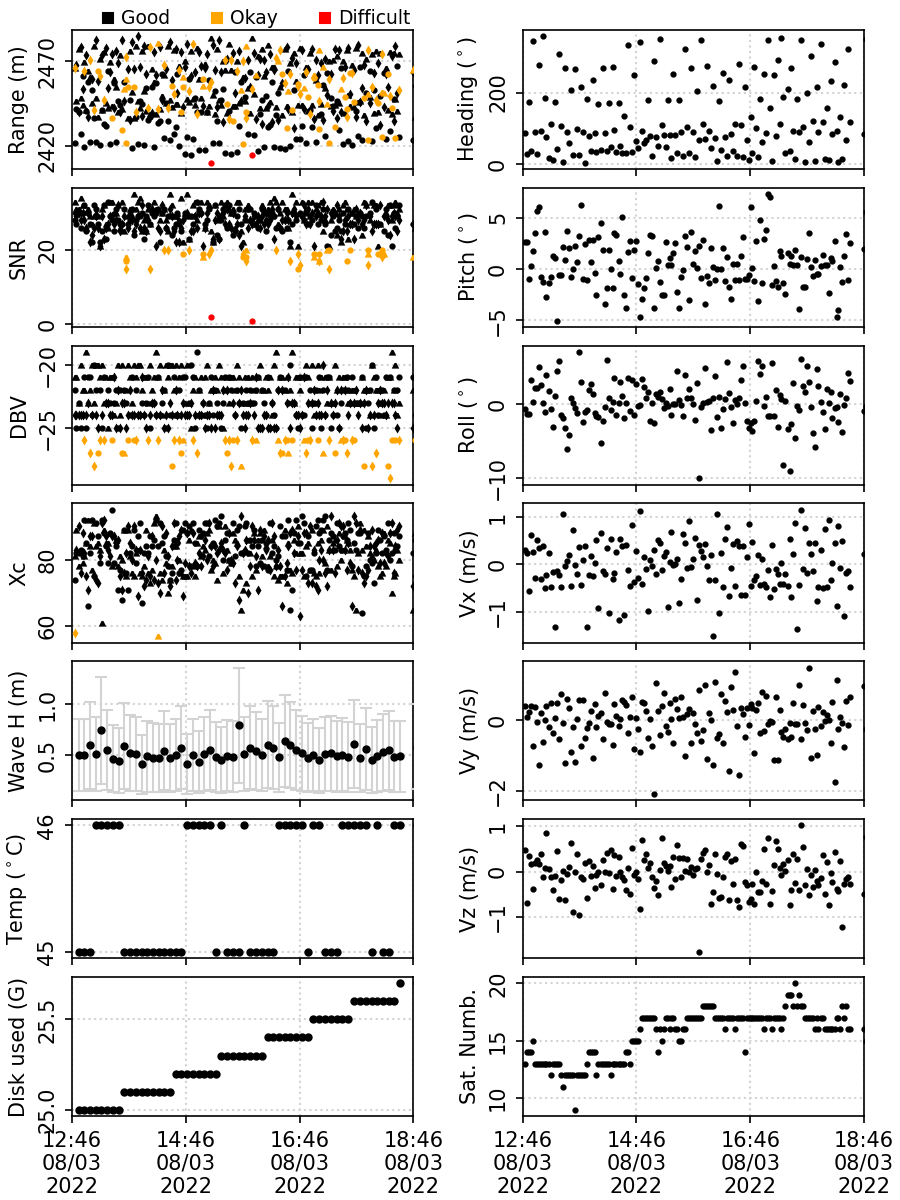 Good Okay Difficult
Range (m)
2470
2420
Heading (°)
200
0
SNR
20
0
Pitch (°)
5
0
−5
DBV
−20
−25
Roll (°)
0
−10
Xc
80
60
Vx (m/s)
1
0
−1
Wave H (m)
1.0
0.5
Vy (m/s)
0
−2
Temp (°C)
46
45
Vz (m/s)
1
0
−1
Disk used (G)
25.5
25.0
Sat. Numb.
20
15
10
12:46 14:46 16:46 18:46
08/03 08/03 08/03 08/03
2022 2022 2022 2022
12:46 14:46 16:46 18:46
08/03 08/03 08/03 08/03
2022 2022 2022 2022